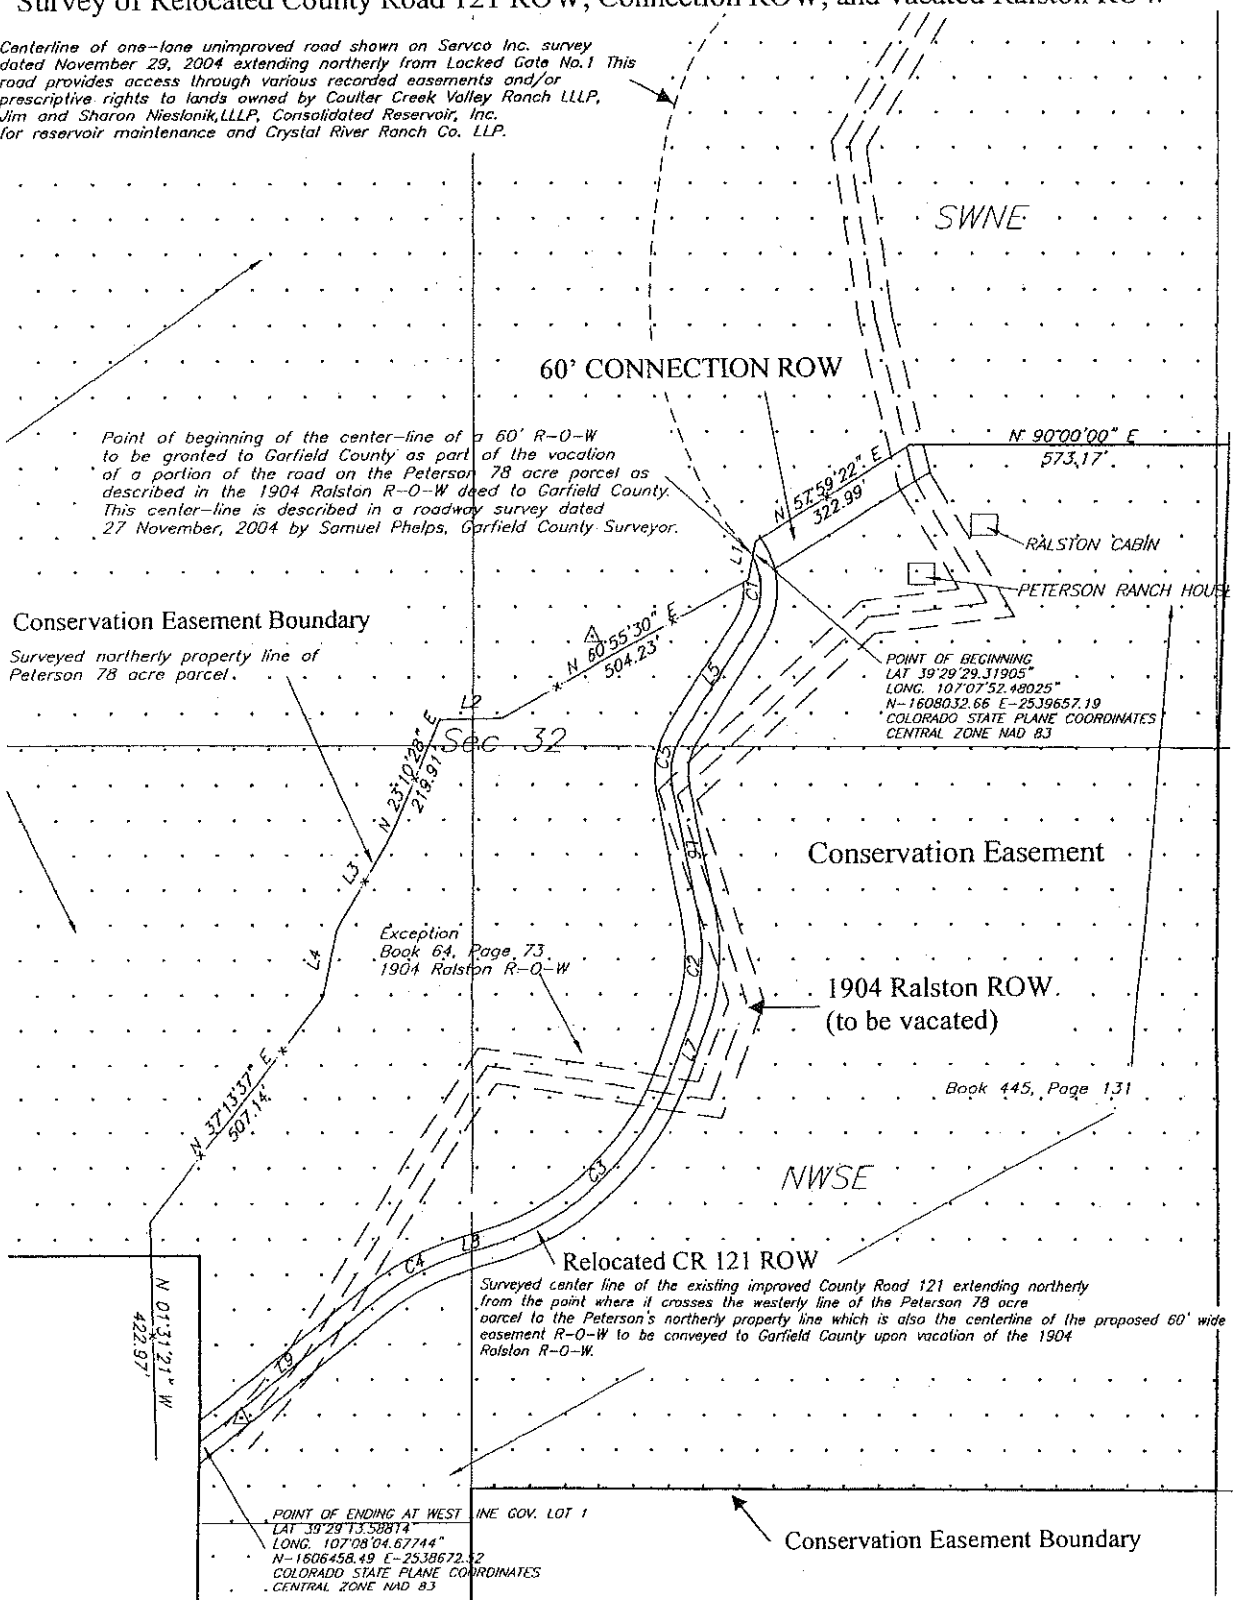 Survey of Relocated County Road 121 ROW, Connection ROW, and Vacated Ralston ROW
Centerline of one-lane unimproved road shown on Servco Inc. survey
dated November 29, 2004 extending northerly from Locked Gate No.1 This
road provides access through various recorded easements and/or
prescriptive rights to lands owned by Coulter Creek Valley Ranch LLLP,
Jim and Sharon Nieslanik,LLLP, Consolidated Reservoir, Inc.
for reservoir maintenance and Crystal River Ranch Co. LLP.
SWNE
60' CONNECTION ROW
Point of beginning of the center-line of a 60' R-O-W
to be granted to Garfield County as part of the vacation
of a portion of the road on the Peterson 78 acre parcel as
described in the 1904 Ralston R-O-W deed to Garfield County.
This center-line is described in a roadway survey dated
27 November, 2004 by Samuel Phelps, Garfield County Surveyor.
N 90°00'00" E
573.17'
N 57°59'22" E
322.99'
RALSTON CABIN
PETERSON RANCH HOUSE
L1
C1
Conservation Easement Boundary
Surveyed northerly property line of
Peterson 78 acre parcel.
N 60°55'30" E
504.23'
L5
POINT OF BEGINNING
LAT 39°29'29.31905"
LONG. 107°07'52.48025"
N-1608032.66 E-2539657.19
COLORADO STATE PLANE COORDINATES
CENTRAL ZONE NAD 83
L2
Sec 32
N 23°10'28" E
219.91'
C5
L3
L6
Conservation Easement
Exception
Book 64, Page 73
1904 Ralston R-O-W
L4
C2
1904 Ralston ROW
(to be vacated)
L7
N 37°13'37" E
507.14'
Book 445, Page 131
C3
NWSE
L8
C4
Relocated CR 121 ROW
Surveyed center line of the existing improved County Road 121 extending northerly
from the point where it crosses the westerly line of the Peterson 78 acre
parcel to the Peterson's northerly property line which is also the centerline of the proposed 60' wide
easement R-O-W to be conveyed to Garfield County upon vacation of the 1904
Ralston R-O-W.
N 01°31'21" W
422.97'
L9
POINT OF ENDING AT WEST LINE GOV. LOT 1
LAT 39°29'13.58814"
LONG. 107°08'04.67744"
N-1606458.49 E-2538672.52
COLORADO STATE PLANE COORDINATES
CENTRAL ZONE NAD 83
Conservation Easement Boundary